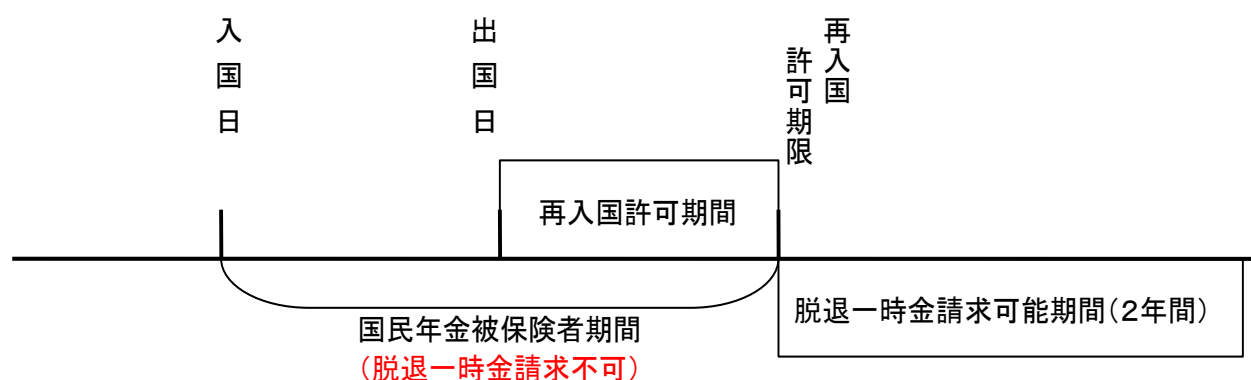 入国日
出国日
再入国
許可期限
再入国許可期間
国民年金被保険者期間
(脱退一時金請求不可)
脱退一時金請求可能期間(2年間)